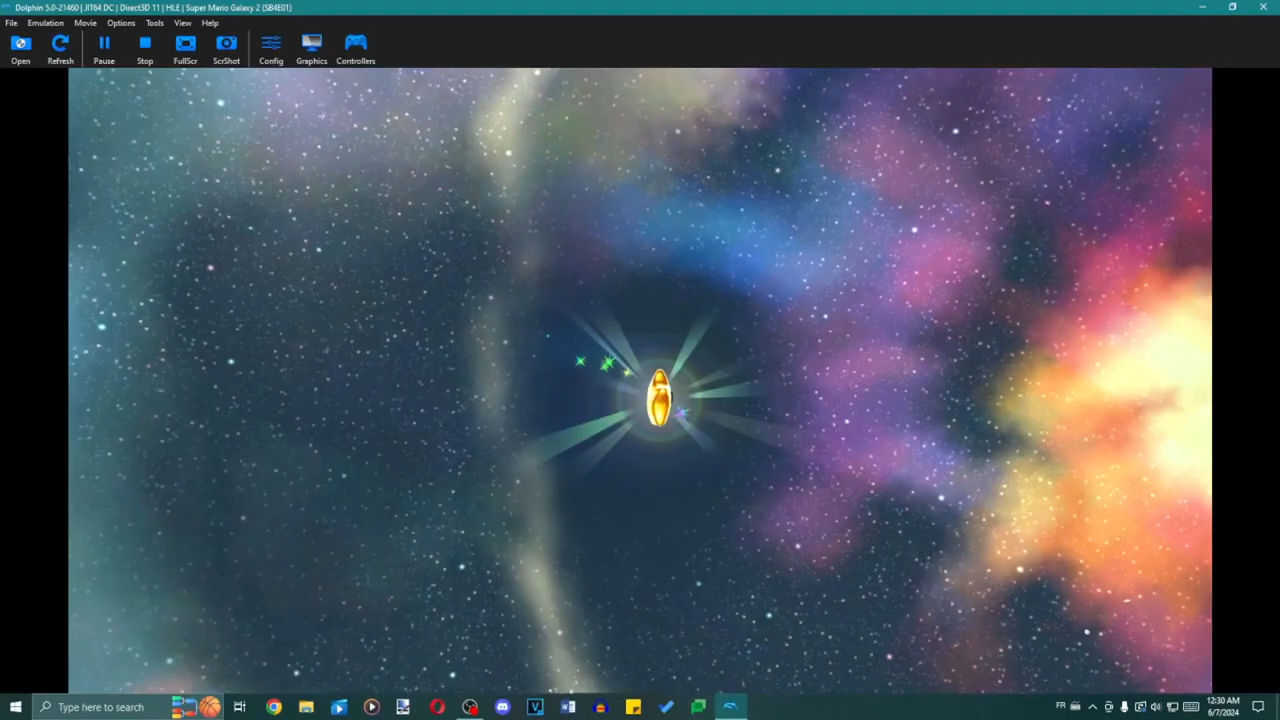 Dolphin 5.0-21460 | JIT64 DC | Direct3D 11 | HLE | Super Mario Galaxy 2 (SB4E01)
File Emulation Movie Options Tools View Help
Open Refresh Pause Stop FullScr ScrShot Config Graphics Controllers
Type here to search
FR
12:30 AM
6/7/2024